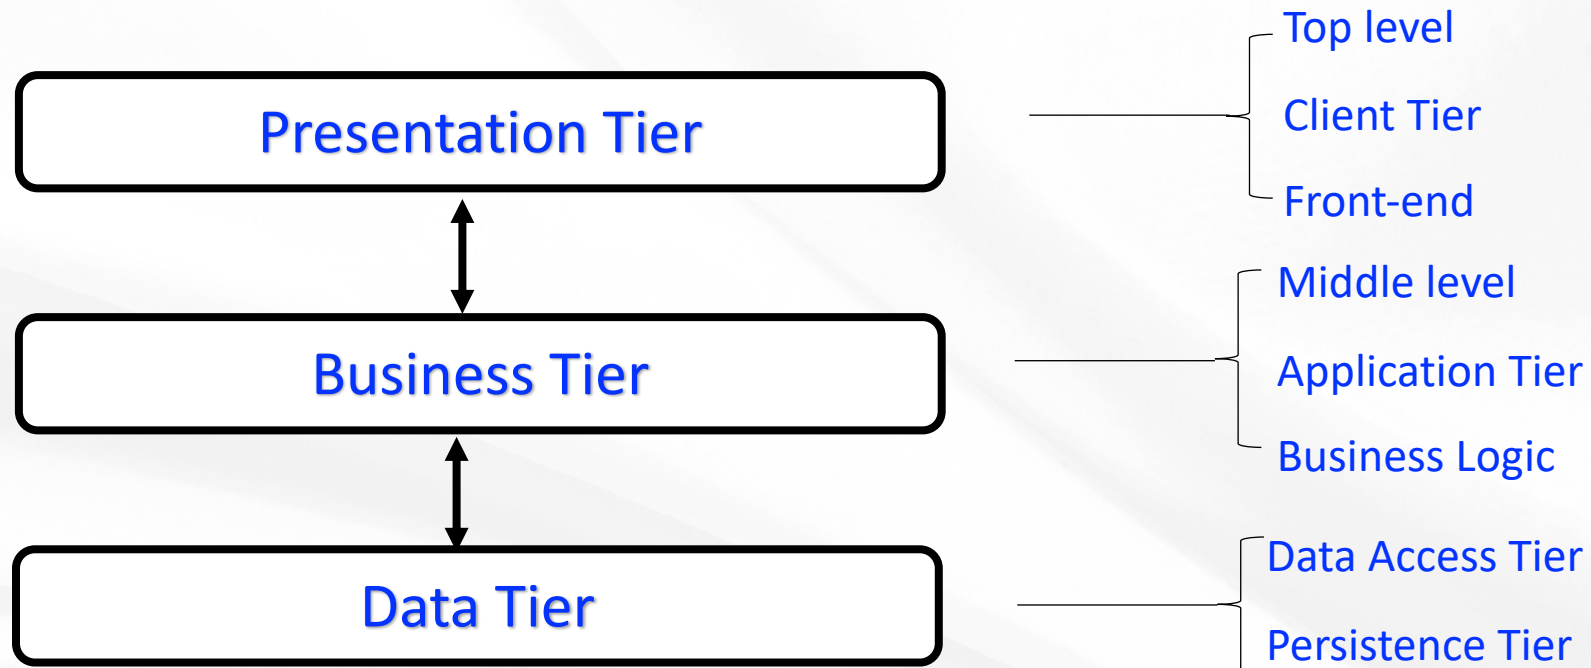 Presentation Tier
Top level
Client Tier
Front-end
Business Tier
Middle level
Application Tier
Business Logic
Data Tier
Data Access Tier
Persistence Tier